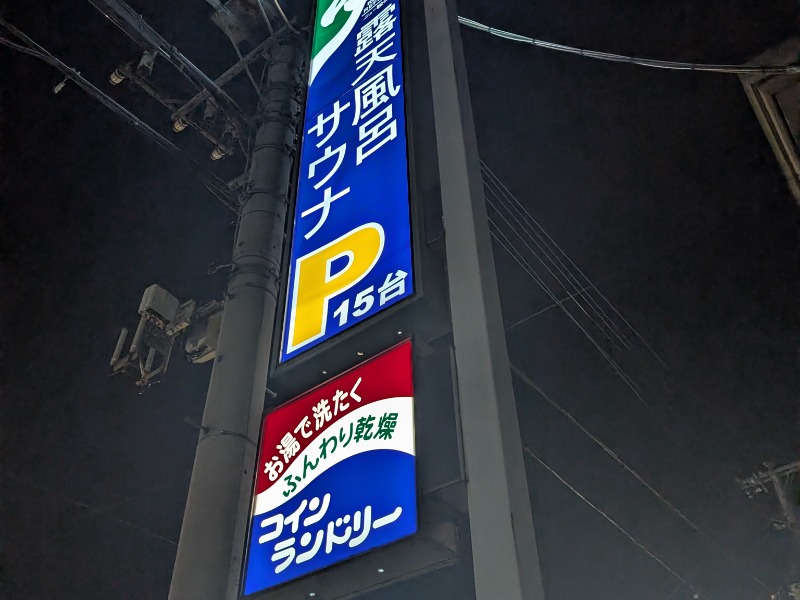 露天風呂
サウナ
P
15台
お湯で洗たく
ふんわり乾燥
コイン
ランドリー